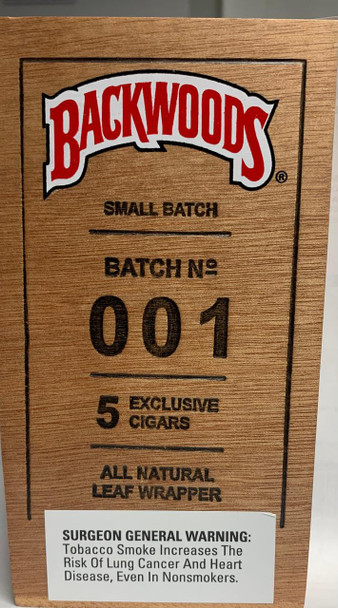 BACKWOODS®
SMALL BATCH
BATCH Nº
001
5 EXCLUSIVE
CIGARS
ALL NATURAL
LEAF WRAPPER
SURGEON GENERAL WARNING:
Tobacco Smoke Increases The
Risk Of Lung Cancer And Heart
Disease, Even In Nonsmokers.